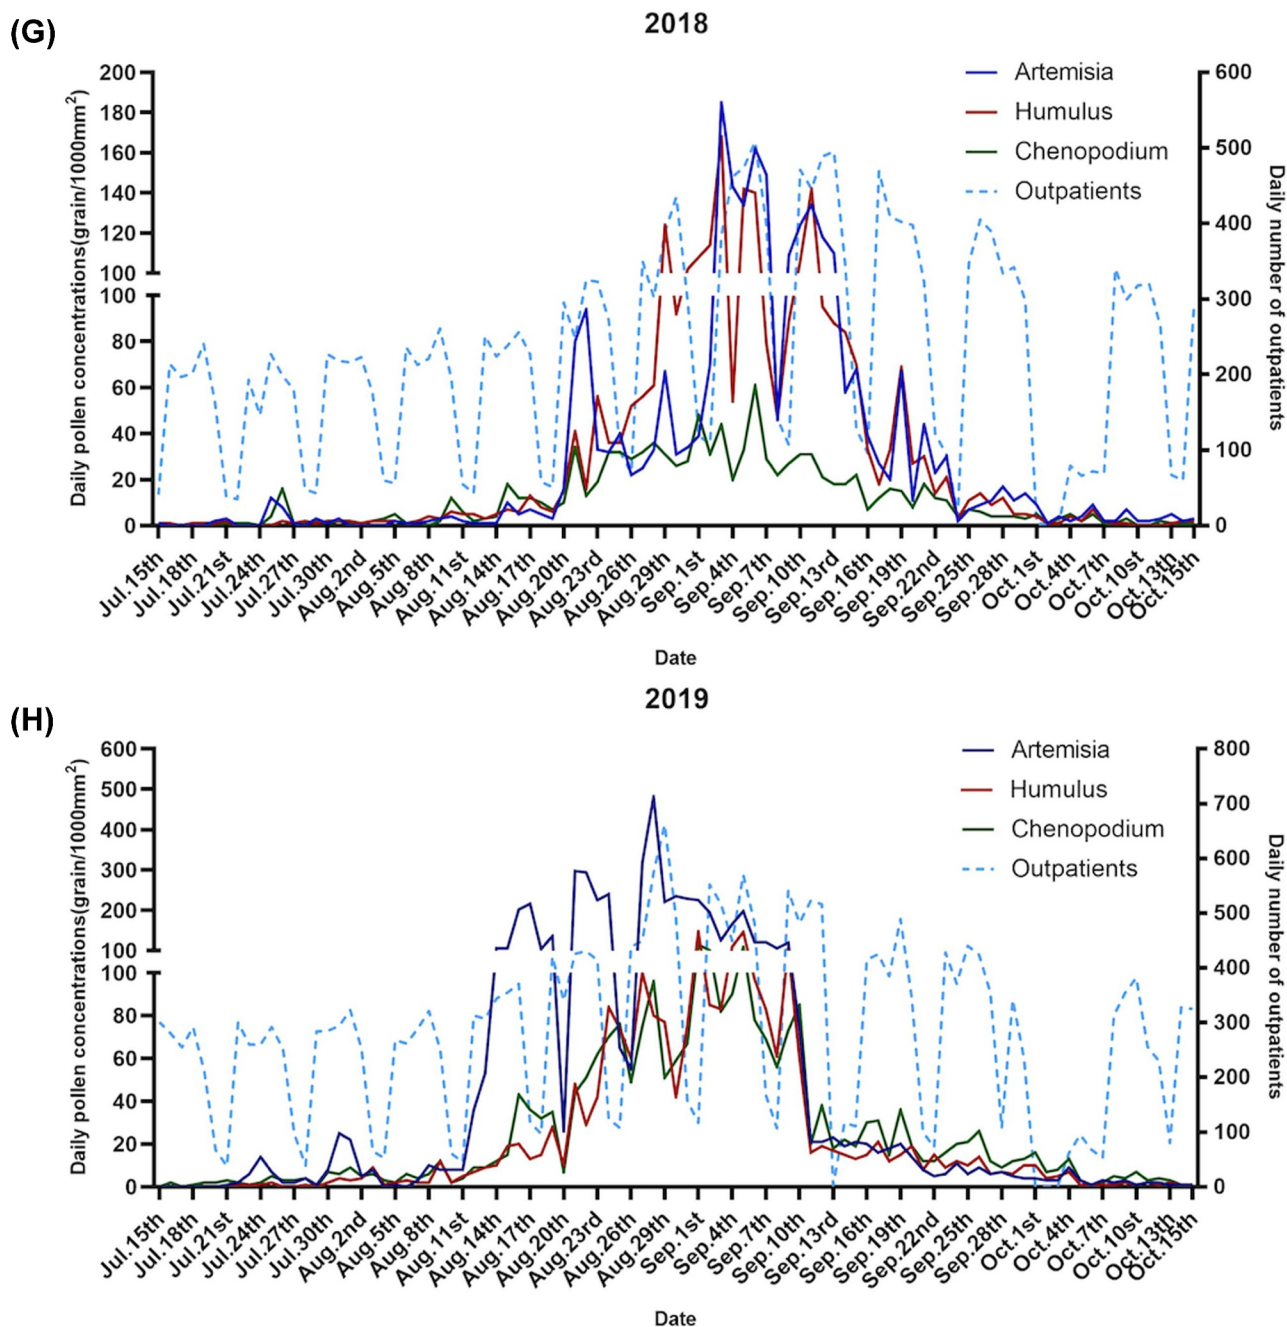 (G)
2018
Daily pollen concentrations(grain/1000mm²)
200
180
160
140
120
100
100
80
60
40
20
0
Artemisia
Humulus
Chenopodium
Outpatients
600
500
400
300
200
100
0
Daily number of outpatients
Jul.15th
Jul.18th
Jul.21st
Jul.24th
Jul.27th
Jul.30th
Aug.2nd
Aug.5th
Aug.8th
Aug.11st
Aug.14th
Aug.17th
Aug.20th
Aug.23rd
Aug.26th
Aug.29th
Sep.1st
Sep.4th
Sep.7th
Sep.10th
Sep.13rd
Sep.16th
Sep.19th
Sep.22nd
Sep.25th
Sep.28th
Oct.1st
Oct.4th
Oct.7th
Oct.10st
Oct.13th
Oct.15th
Date
(H)
2019
Daily pollen concentrations(grain/1000mm²)
600
500
400
300
200
100
100
80
60
40
20
0
Artemisia
Humulus
Chenopodium
Outpatients
800
700
600
500
400
300
200
100
0
Daily number of outpatients
Jul.15th
Jul.18th
Jul.21st
Jul.24th
Jul.27th
Jul.30th
Aug.2nd
Aug.5th
Aug.8th
Aug.11st
Aug.14th
Aug.17th
Aug.20th
Aug.23rd
Aug.26th
Aug.29th
Sep.1st
Sep.4th
Sep.7th
Sep.10th
Sep.13rd
Sep.16th
Sep.19th
Sep.22nd
Sep.25th
Sep.28th
Oct.1st
Oct.4th
Oct.7th
Oct.10st
Oct.13th
Oct.15th
Date